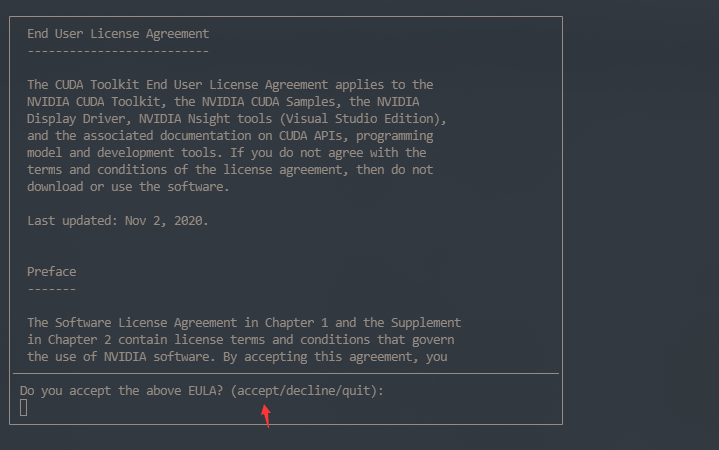 End User License Agreement
--------------------------
The CUDA Toolkit End User License Agreement applies to the
NVIDIA CUDA Toolkit, the NVIDIA CUDA Samples, the NVIDIA
Display Driver, NVIDIA Nsight tools (Visual Studio Edition),
and the associated documentation on CUDA APIs, programming
model and development tools. If you do not agree with the
terms and conditions of the license agreement, then do not
download or use the software.
Last updated: Nov 2, 2020.
Preface
-------
The Software License Agreement in Chapter 1 and the Supplement
in Chapter 2 contain license terms and conditions that govern
the use of NVIDIA software. By accepting this agreement, you
Do you accept the above EULA? (accept/decline/quit):